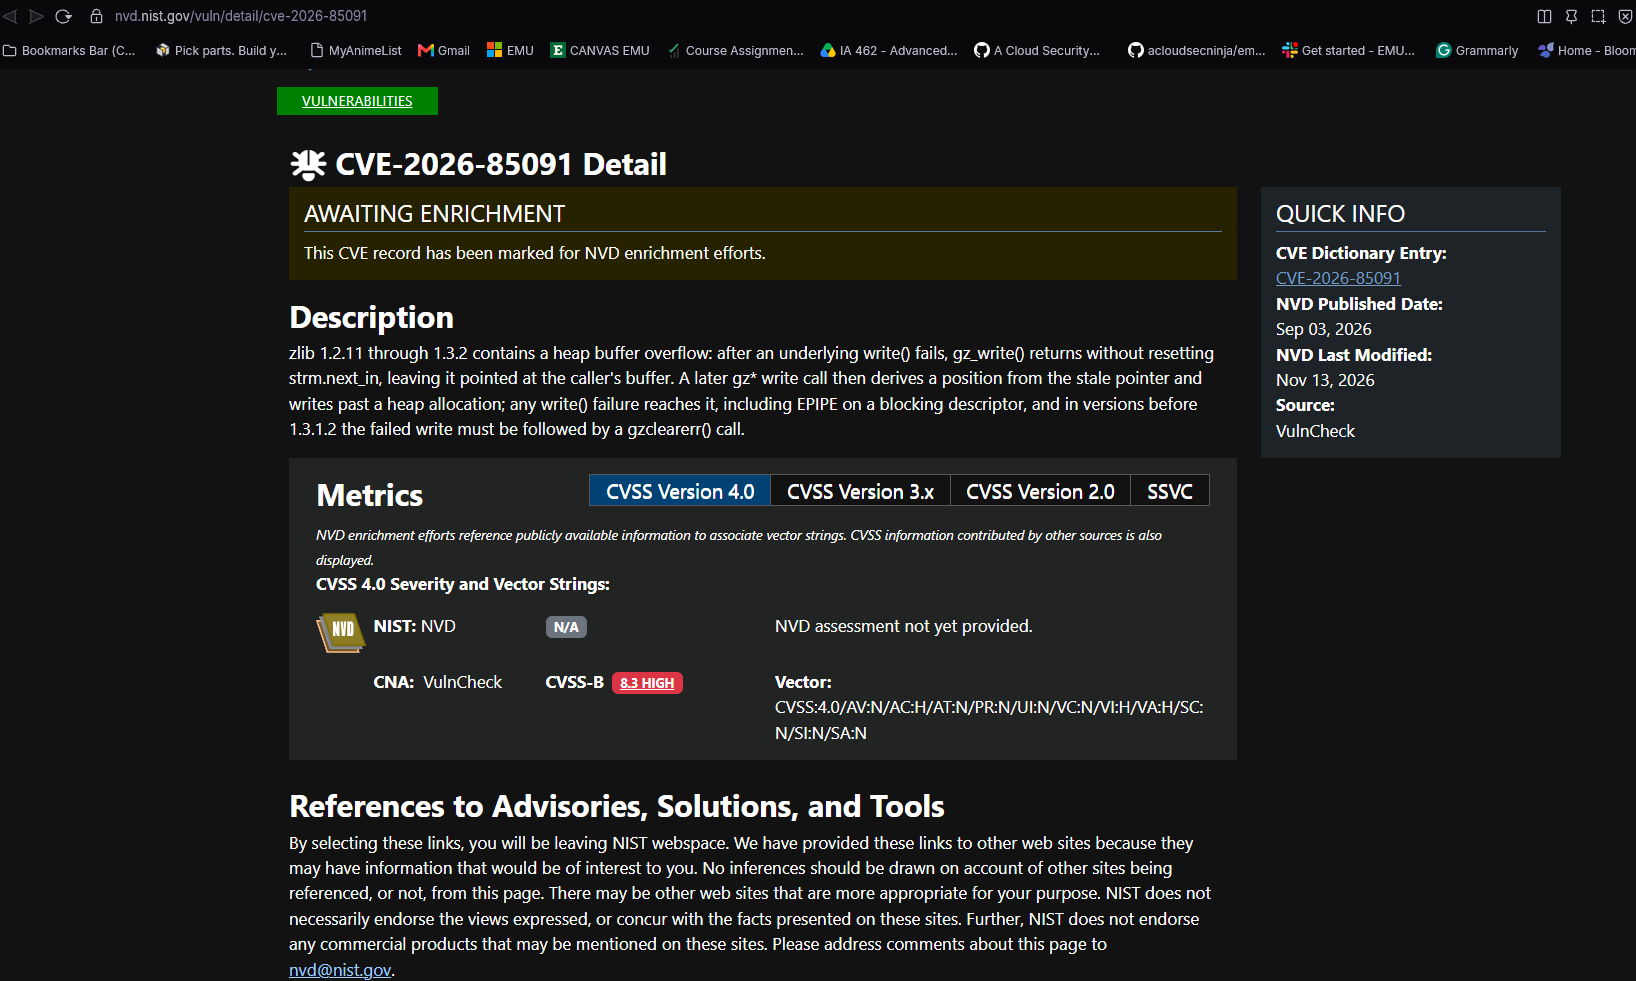 nvd.nist.gov/vuln/detail/cve-2026-85091
Bookmarks Bar (C... Pick parts. Build y... MyAnimeList Gmail EMU CANVAS EMU Course Assignmen... IA 462 - Advanced... A Cloud Security... acloudsecninja/em... Get started - EMU... Grammarly Home - Bloom
VULNERABILITIES
CVE-2026-85091 Detail
AWAITING ENRICHMENT
This CVE record has been marked for NVD enrichment efforts.
Description
zlib 1.2.11 through 1.3.2 contains a heap buffer overflow: after an underlying write() fails, gz_write() returns without resetting
strm.next_in, leaving it pointed at the caller's buffer. A later gz* write call then derives a position from the stale pointer and
writes past a heap allocation; any write() failure reaches it, including EPIPE on a blocking descriptor, and in versions before
1.3.1.2 the failed write must be followed by a gzclearerr() call.
QUICK INFO
CVE Dictionary Entry:
CVE-2026-85091
NVD Published Date:
Sep 03, 2026
NVD Last Modified:
Nov 13, 2026
Source:
VulnCheck
Metrics
CVSS Version 4.0 CVSS Version 3.x CVSS Version 2.0 SSVC
NVD enrichment efforts reference publicly available information to associate vector strings. CVSS information contributed by other sources is also
displayed.
CVSS 4.0 Severity and Vector Strings:
NVD NIST: NVD N/A NVD assessment not yet provided.
CNA: VulnCheck CVSS-B 8.3 HIGH Vector:
CVSS:4.0/AV:N/AC:H/AT:N/PR:N/UI:N/VC:N/VI:H/VA:H/SC:
N/SI:N/SA:N
References to Advisories, Solutions, and Tools
By selecting these links, you will be leaving NIST webspace. We have provided these links to other web sites because they
may have information that would be of interest to you. No inferences should be drawn on account of other sites being
referenced, or not, from this page. There may be other web sites that are more appropriate for your purpose. NIST does not
necessarily endorse the views expressed, or concur with the facts presented on these sites. Further, NIST does not endorse
any commercial products that may be mentioned on these sites. Please address comments about this page to
nvd@nist.gov.